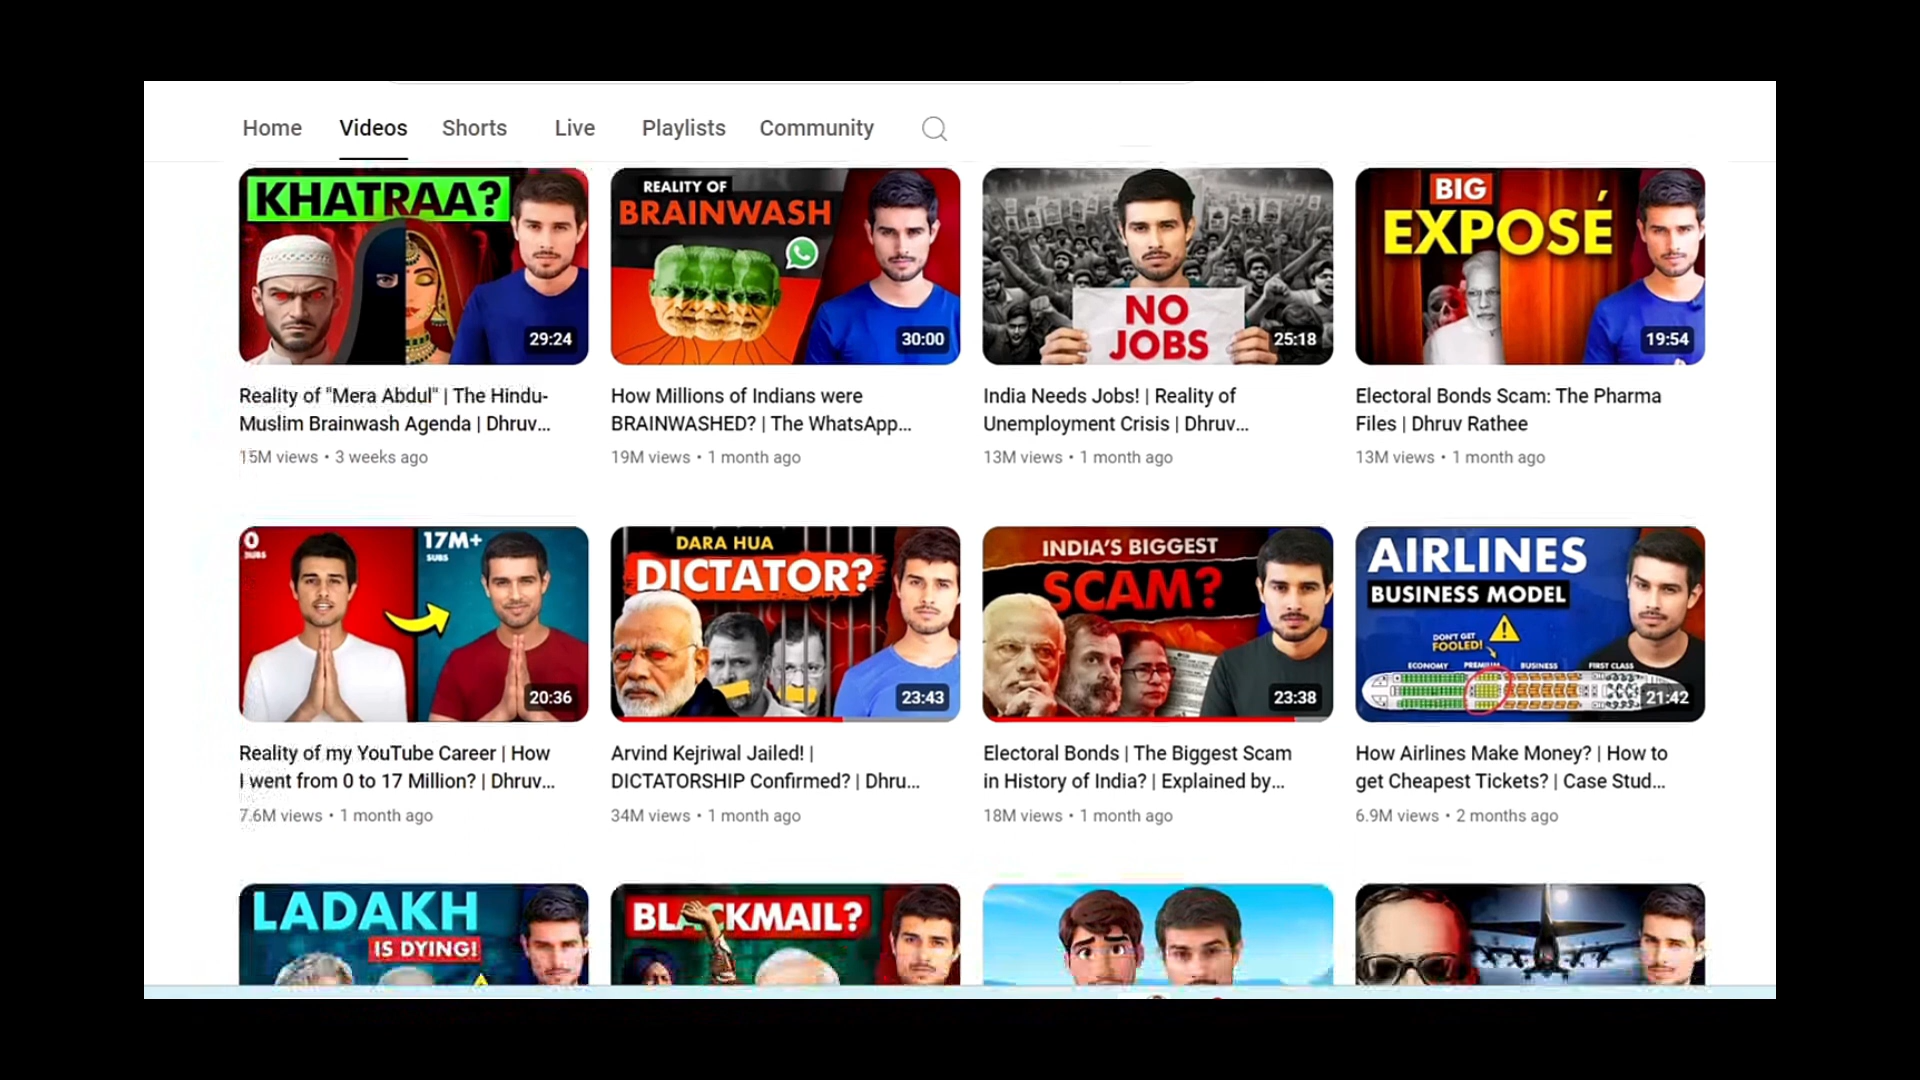 Home Videos Shorts Live Playlists Community
KHATRAA?
29:24
REALITY OF
BRAINWASH
30:00
NO
JOBS
25:18
BIG
EXPOSÉ
19:54
Reality of "Mera Abdul" | The Hindu-
Muslim Brainwash Agenda | Dhruv...
15M views • 3 weeks ago
How Millions of Indians were
BRAINWASHED? | The WhatsApp...
19M views • 1 month ago
India Needs Jobs! | Reality of
Unemployment Crisis | Dhruv...
13M views • 1 month ago
Electoral Bonds Scam: The Pharma
Files | Dhruv Rathee
13M views • 1 month ago
0
SUBS
17M+
SUBS
20:36
DARA HUA
DICTATOR?
23:43
INDIA'S BIGGEST
SCAM?
23:38
AIRLINES
BUSINESS MODEL
DON'T GET
FOOLED!
ECONOMY PREMIUM BUSINESS FIRST CLASS
21:42
Reality of my YouTube Career | How
I went from 0 to 17 Million? | Dhruv...
7.6M views • 1 month ago
Arvind Kejriwal Jailed! |
DICTATORSHIP Confirmed? | Dhru...
34M views • 1 month ago
Electoral Bonds | The Biggest Scam
in History of India? | Explained by...
18M views • 1 month ago
How Airlines Make Money? | How to
get Cheapest Tickets? | Case Stud...
6.9M views • 2 months ago
LADAKH
IS DYING!
BLACKMAIL?